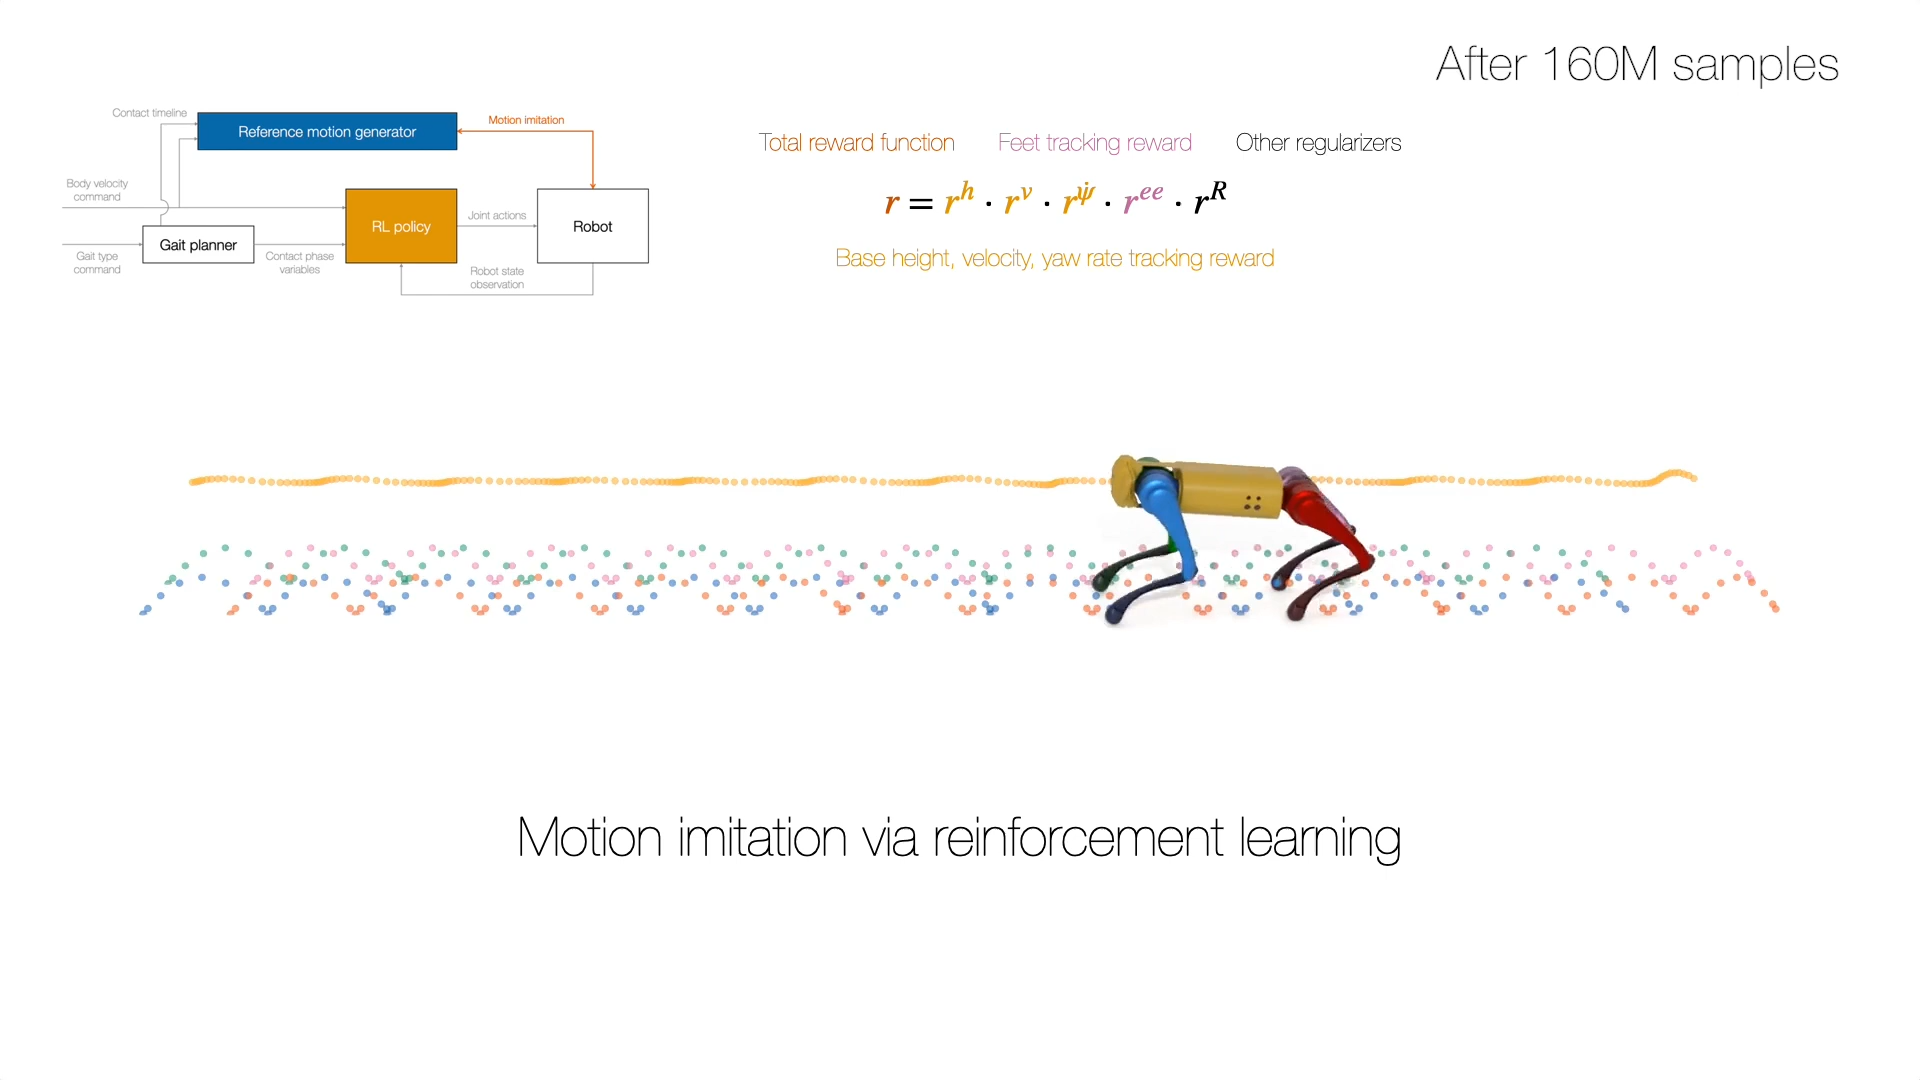 After 160M samples
Contact timeline
Reference motion generator
Motion imitation
Body velocity
command
RL policy
Joint actions
Robot
Gait planner
Gait type
command
Contact phase
variables
Robot state
observation
Total reward function
Feet tracking reward
Other regularizers
r = r^h · r^v · r^ψ̇ · r^ee · r^R
Base height, velocity, yaw rate tracking reward
Motion imitation via reinforcement learning